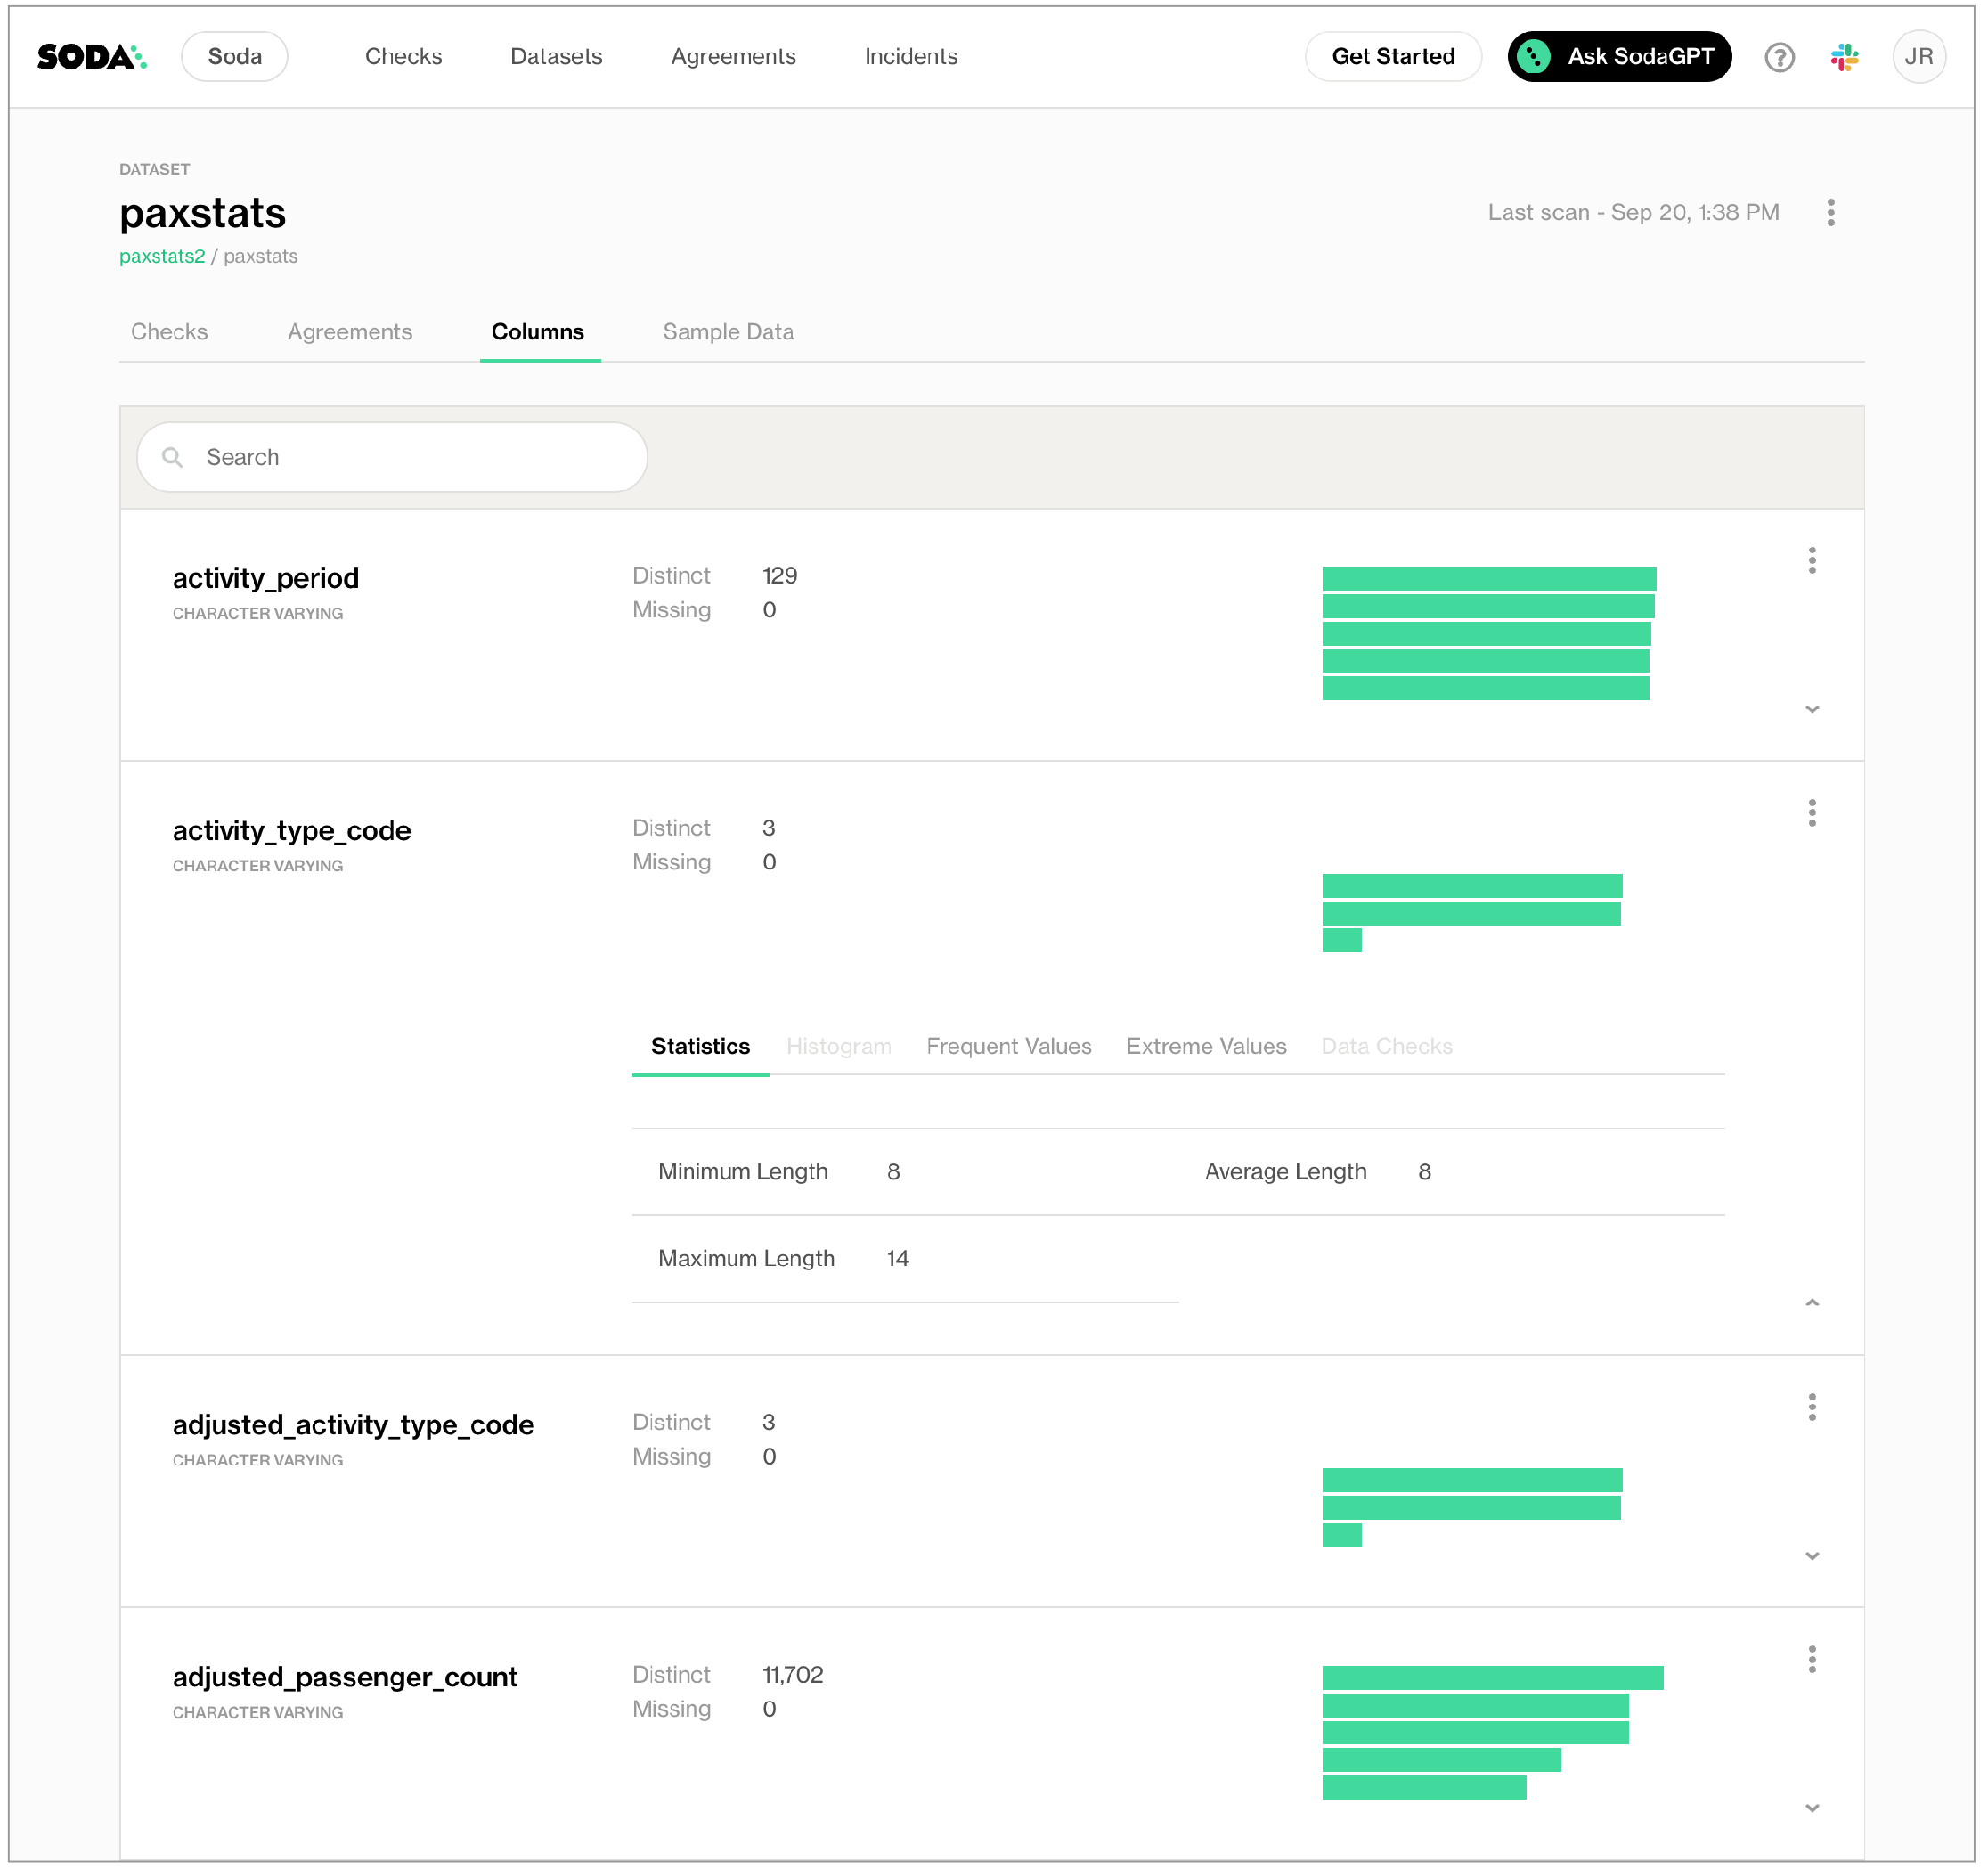 SODA Soda Checks Datasets Agreements Incidents Get Started Ask SodaGPT ? JR
DATASET
paxstats
Last scan - Sep 20, 1:38 PM
paxstats2 / paxstats
Checks Agreements Columns Sample Data
Search
activity_period
CHARACTER VARYING
Distinct 129
Missing 0
activity_type_code
CHARACTER VARYING
Distinct 3
Missing 0
Statistics Histogram Frequent Values Extreme Values Data Checks
Minimum Length 8 Average Length 8
Maximum Length 14
adjusted_activity_type_code
CHARACTER VARYING
Distinct 3
Missing 0
adjusted_passenger_count
CHARACTER VARYING
Distinct 11,702
Missing 0